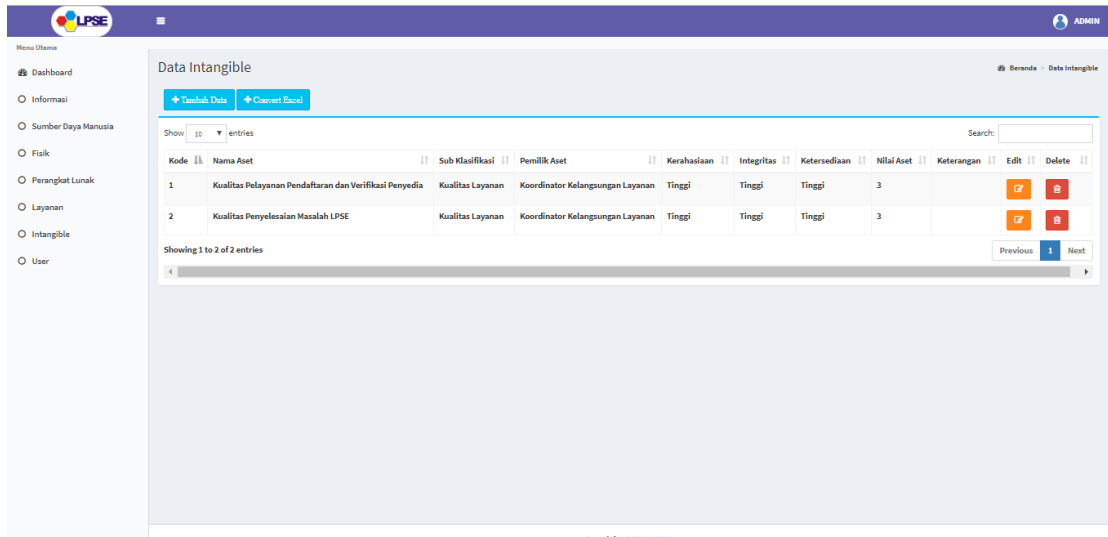 LPSE
ADMIN
Menu Utama
Dashboard
Informasi
Sumber Daya Manusia
Fisik
Perangkat Lunak
Layanan
Intangible
User
Data Intangible
Beranda > Data Intangible
Tambah Data
Convert Excel
Show 10 entries
Search:
Kode Nama Aset Sub Klasifikasi Pemilik Aset Kerahasiaan Integritas Ketersediaan Nilai Aset Keterangan Edit Delete
1 Kualitas Pelayanan Pendaftaran dan Verifikasi Penyedia Kualitas Layanan Koordinator Kelangsungan Layanan Tinggi Tinggi Tinggi 3
2 Kualitas Penyelesaian Masalah LPSE Kualitas Layanan Koordinator Kelangsungan Layanan Tinggi Tinggi Tinggi 3
Showing 1 to 2 of 2 entries
Previous 1 Next